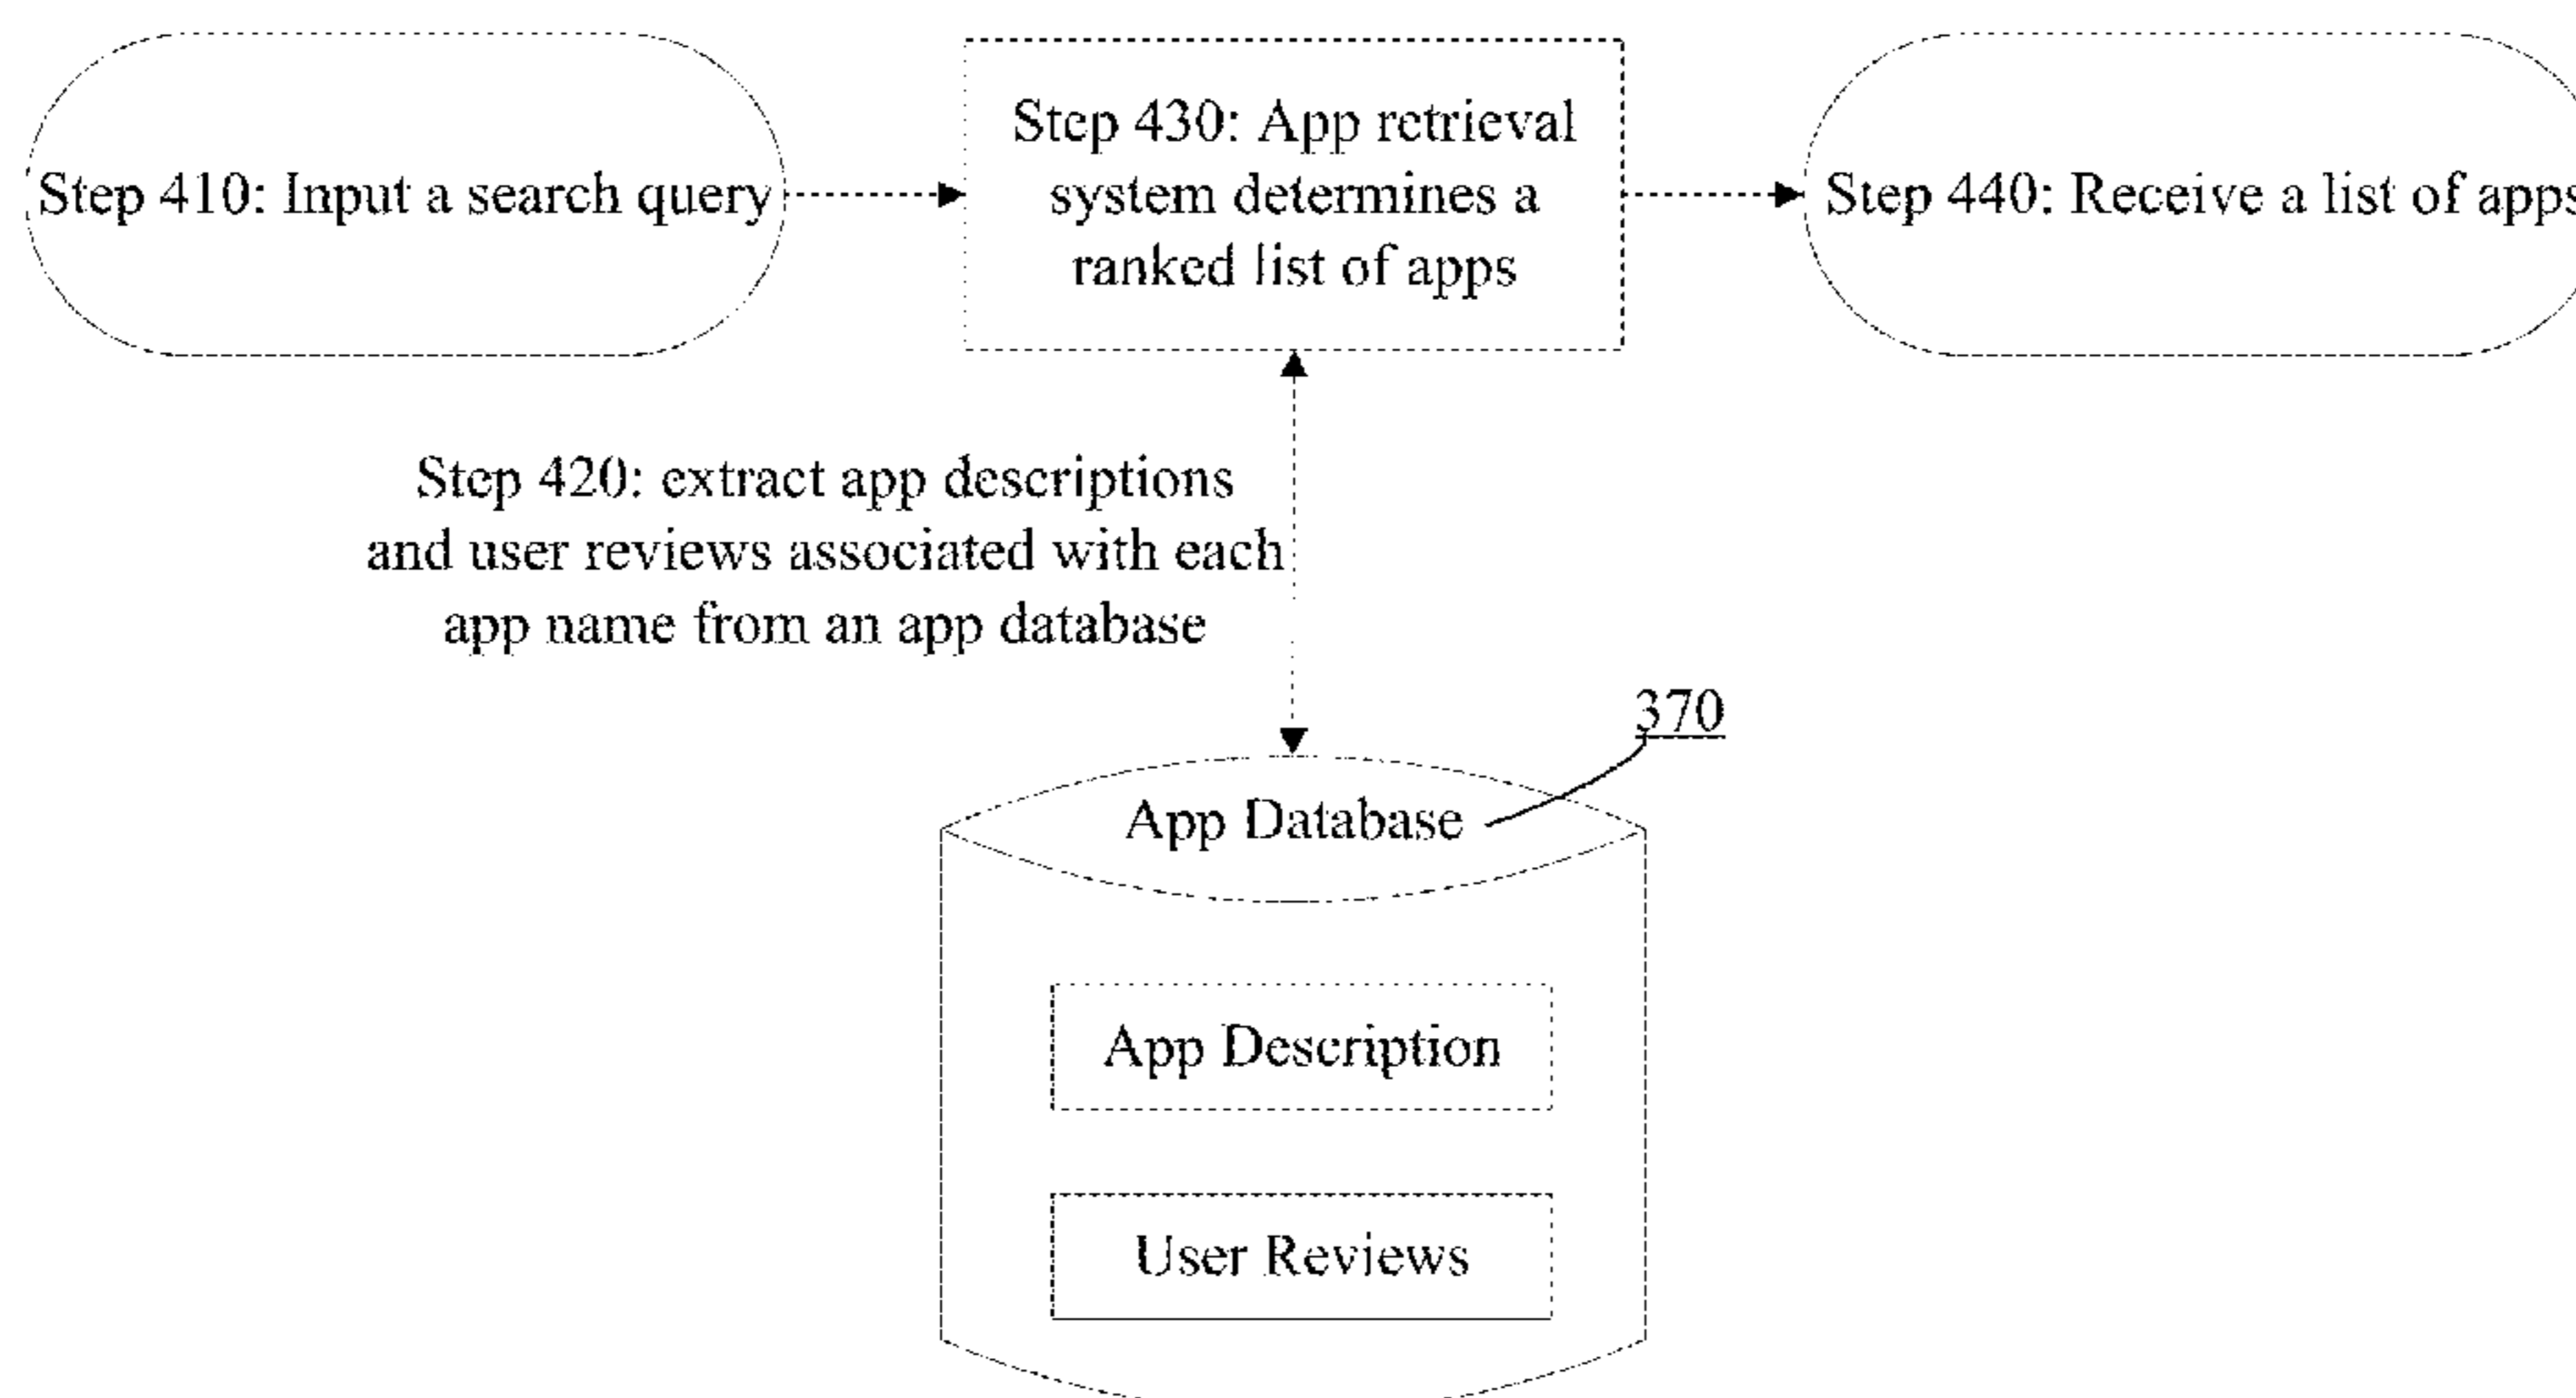 Step 410: Input a search query
Step 430: App retrieval
system determines a
ranked list of apps
Step 440: Receive a list of apps
Step 420: extract app descriptions
and user reviews associated with each
app name from an app database
370
App Database
App Description
User Reviews